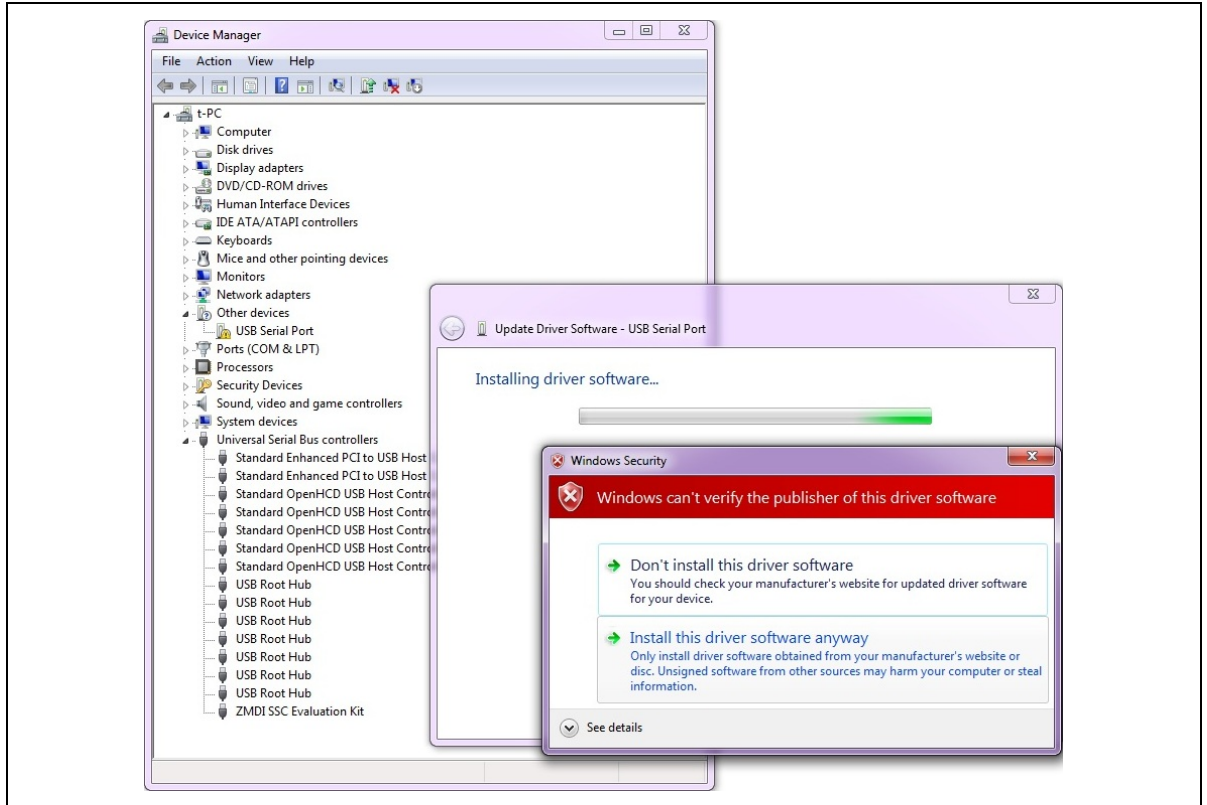 Device Manager
File Action View Help
t-PC
Computer
Disk drives
Display adapters
DVD/CD-ROM drives
Human Interface Devices
IDE ATA/ATAPI controllers
Keyboards
Mice and other pointing devices
Monitors
Network adapters
Other devices
USB Serial Port
Ports (COM & LPT)
Processors
Security Devices
Sound, video and game controllers
System devices
Universal Serial Bus controllers
Standard Enhanced PCI to USB Host
Standard Enhanced PCI to USB Host
Standard OpenHCD USB Host Contro
Standard OpenHCD USB Host Contro
Standard OpenHCD USB Host Contro
Standard OpenHCD USB Host Contro
Standard OpenHCD USB Host Contro
USB Root Hub
USB Root Hub
USB Root Hub
USB Root Hub
USB Root Hub
USB Root Hub
USB Root Hub
ZMDI SSC Evaluation Kit
Update Driver Software - USB Serial Port
Installing driver software...
Windows Security
Windows can't verify the publisher of this driver software
Don't install this driver software
You should check your manufacturer's website for updated driver software
for your device.
Install this driver software anyway
Only install driver software obtained from your manufacturer's website or
disc. Unsigned software from other sources may harm your computer or steal
information.
See details